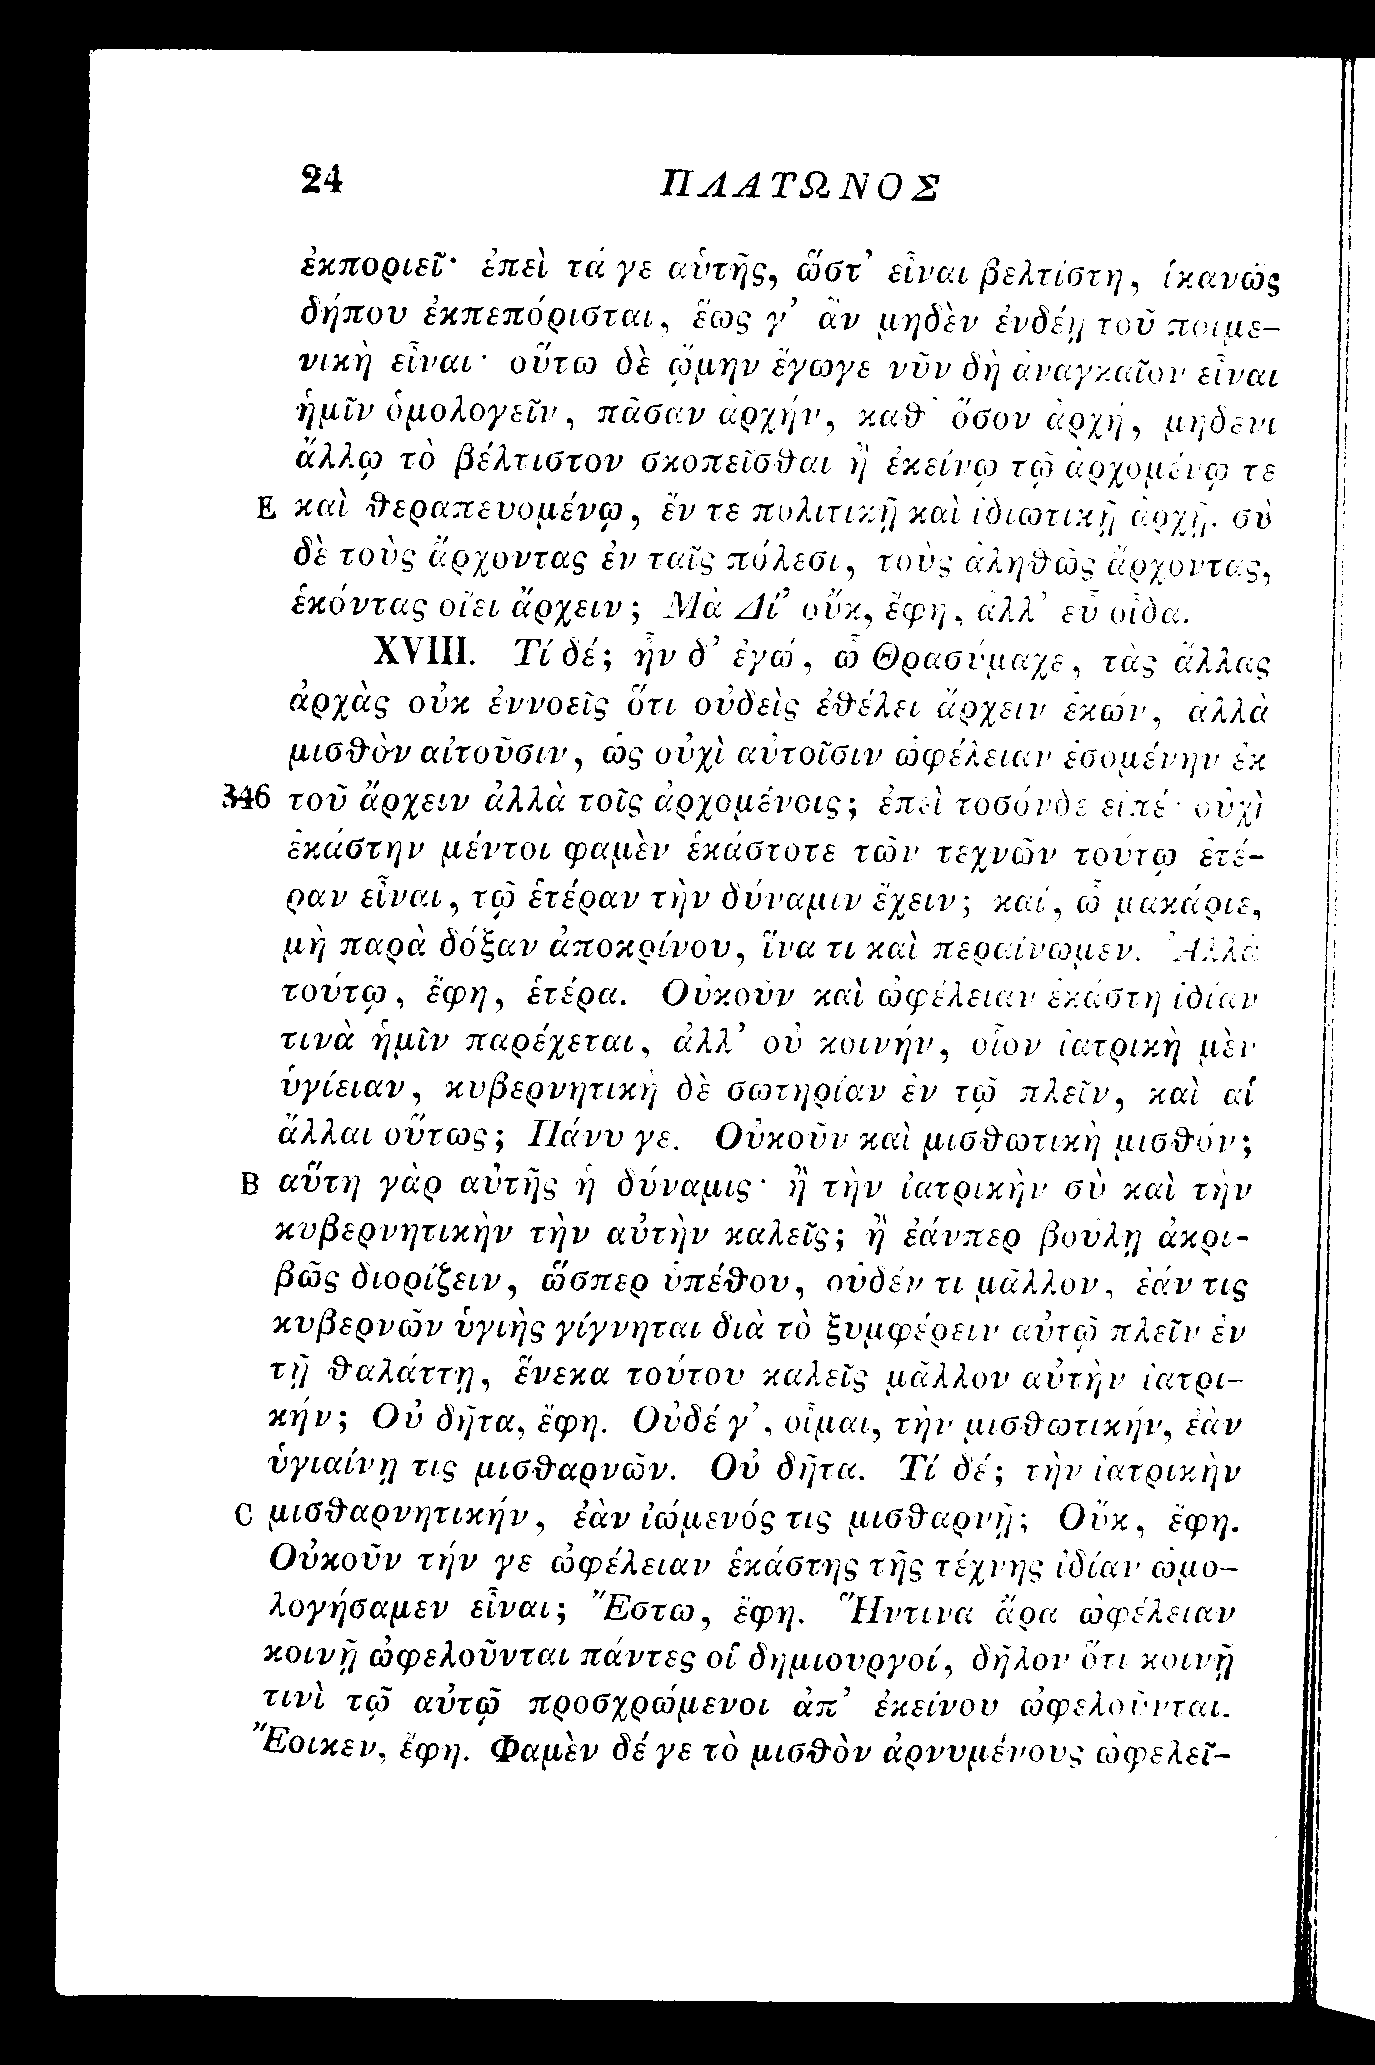 24 ΠΛΑΤΩΝΟΣ
ἐκποριεῖ· ἐπεὶ τά γε αὑτῆς, ὥστ᾽ εἶναι βελτίστη, ἱκανῶς
δήπου ἐκπεπόρισται, ἕως γ᾽ ἂν μηδὲν ἐνδέῃ τοῦ ποιμε-
νικὴ εἶναι· οὕτω δὲ ᾤμην ἔγωγε νῦν δὴ ἀναγκαῖον εἶναι
ἡμῖν ὁμολογεῖν, πᾶσαν ἀρχήν, καθ᾽ ὅσον ἀρχή, μηδενὶ
ἄλλῳ τὸ βέλτιστον σκοπεῖσθαι ἢ ἐκείνῳ τῷ ἀρχομένῳ τε
E καὶ θεραπευομένῳ, ἔν τε πολιτικῇ καὶ ἰδιωτικῇ ἀρχῇ. σὺ
δὲ τοὺς ἄρχοντας ἐν ταῖς πόλεσι, τοὺς ἀληθῶς ἄρχοντας,
ἑκόντας οἴει ἄρχειν; Μὰ Δί᾽ οὔκ, ἔφη, ἀλλ᾽ εὖ οἶδα.
XVIII. Τί δέ; ἦν δ᾽ ἐγώ, ὦ Θρασύμαχε, τὰς ἄλλας
ἀρχὰς οὐκ ἐννοεῖς ὅτι οὐδεὶς ἐθέλει ἄρχειν ἑκών, ἀλλὰ
μισθὸν αἰτοῦσιν, ὡς οὐχὶ αὐτοῖσιν ὠφέλειαν ἐσομένην ἐκ
346 τοῦ ἄρχειν ἀλλὰ τοῖς ἀρχομένοις; ἐπεὶ τοσόνδε εἰπέ· οὐχὶ
ἑκάστην μέντοι φαμὲν ἑκάστοτε τῶν τεχνῶν τούτῳ ἑτέ-
ραν εἶναι, τῷ ἑτέραν τὴν δύναμιν ἔχειν; καί, ὦ μακάριε,
μὴ παρὰ δόξαν ἀποκρίνου, ἵνα τι καὶ περαίνωμεν. Ἀλλὰ
τούτῳ, ἔφη, ἑτέρα. Οὐκοῦν καὶ ὠφέλειαν ἑκάστη ἰδίαν
τινὰ ἡμῖν παρέχεται, ἀλλ᾽ οὐ κοινήν, οἷον ἰατρικὴ μὲν
ὑγίειαν, κυβερνητικὴ δὲ σωτηρίαν ἐν τῷ πλεῖν, καὶ αἱ
ἄλλαι οὕτως; Πάνυ γε. Οὐκοῦν καὶ μισθωτικὴ μισθόν;
B αὕτη γὰρ αὐτῆς ἡ δύναμις· ἢ τὴν ἰατρικὴν σὺ καὶ τὴν
κυβερνητικὴν τὴν αὐτὴν καλεῖς; ἢ ἐάνπερ βούλῃ ἀκρι-
βῶς διορίζειν, ὥσπερ ὑπέθου, οὐδέν τι μᾶλλον, ἐάν τις
κυβερνῶν ὑγιὴς γίγνηται διὰ τὸ ξυμφέρειν αὐτῷ πλεῖν ἐν
τῇ θαλάττῃ, ἕνεκα τούτου καλεῖς μᾶλλον αὐτὴν ἰατρι-
κήν; Οὐ δῆτα, ἔφη. Οὐδέ γ᾽, οἶμαι, τὴν μισθωτικήν, ἐὰν
ὑγιαίνῃ τις μισθαρνῶν. Οὐ δῆτα. Τί δέ; τὴν ἰατρικὴν
C μισθαρνητικήν, ἐὰν ἰώμενός τις μισθαρνῇ; Οὔκ, ἔφη.
Οὐκοῦν τήν γε ὠφέλειαν ἑκάστης τῆς τέχνης ἰδίαν ὡμο-
λογήσαμεν εἶναι; Ἔστω, ἔφη. Ἥντινα ἄρα ὠφέλειαν
κοινῇ ὠφελοῦνται πάντες οἱ δημιουργοί, δῆλον ὅτι κοινῇ
τινὶ τῷ αὐτῷ προσχρώμενοι ἀπ᾽ ἐκείνου ὠφελοῦνται.
Ἔοικεν, ἔφη. Φαμὲν δέ γε τὸ μισθὸν ἀρνυμένους ὠφελεῖ-